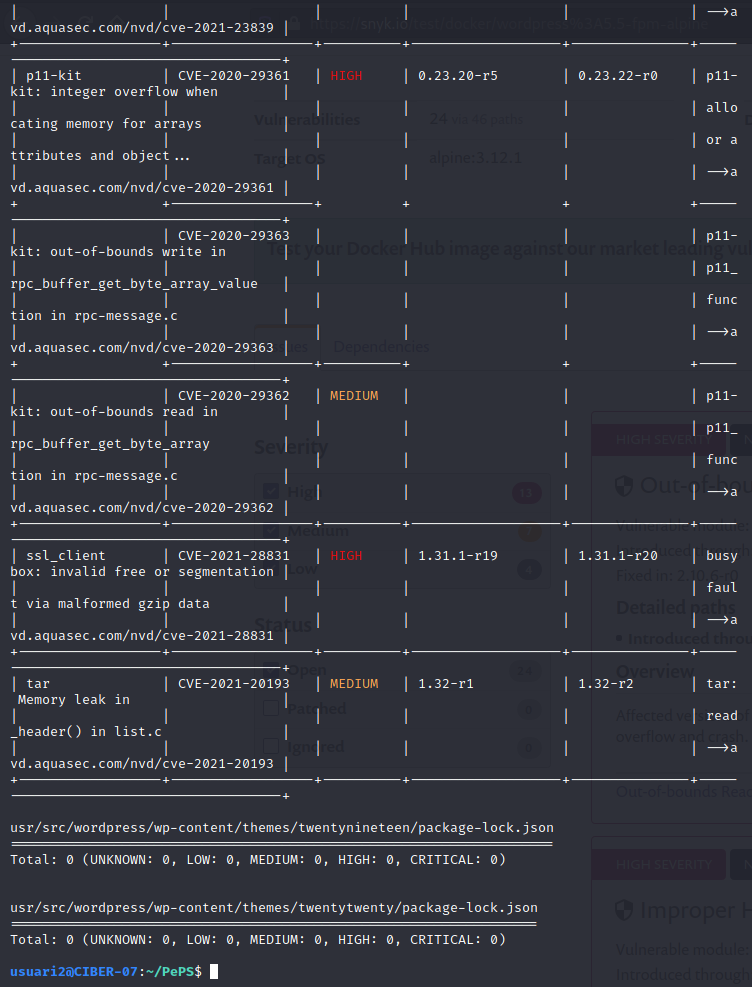 | | | | | | -->a
vd.aquasec.com/nvd/cve-2021-23839 |
+------------------+------------------+----------+-------------------+---------------+-----
----------------------------------+
| p11-kit | CVE-2020-29361 | HIGH | 0.23.20-r5 | 0.23.22-r0 | p11-
kit: integer overflow when |
| | | | | | allo
cating memory for arrays |
| | | | | | or a
ttributes and object... |
| | | | | | -->a
vd.aquasec.com/nvd/cve-2020-29361 |
+ +------------------+ + + +-----
----------------------------------+
| | CVE-2020-29363 | | | | p11-
kit: out-of-bounds write in |
| | | | | | p11_
rpc_buffer_get_byte_array_value |
| | | | | | func
tion in rpc-message.c |
| | | | | | -->a
vd.aquasec.com/nvd/cve-2020-29363 |
+ +------------------+----------+ + +-----
----------------------------------+
| | CVE-2020-29362 | MEDIUM | | | p11-
kit: out-of-bounds read in |
| | | | | | p11_
rpc_buffer_get_byte_array |
| | | | | | func
tion in rpc-message.c |
| | | | | | -->a
vd.aquasec.com/nvd/cve-2020-29362 |
+------------------+------------------+----------+-------------------+---------------+-----
----------------------------------+
| ssl_client | CVE-2021-28831 | HIGH | 1.31.1-r19 | 1.31.1-r20 | busy
box: invalid free or segmentation |
| | | | | | faul
t via malformed gzip data |
| | | | | | -->a
vd.aquasec.com/nvd/cve-2021-28831 |
+------------------+------------------+----------+-------------------+---------------+-----
----------------------------------+
| tar | CVE-2021-20193 | MEDIUM | 1.32-r1 | 1.32-r2 | tar:
Memory leak in |
| | | | | | read
_header() in list.c |
| | | | | | -->a
vd.aquasec.com/nvd/cve-2021-20193 |
+------------------+------------------+----------+-------------------+---------------+-----
----------------------------------+
usr/src/wordpress/wp-content/themes/twentynineteen/package-lock.json
====================================================================
Total: 0 (UNKNOWN: 0, LOW: 0, MEDIUM: 0, HIGH: 0, CRITICAL: 0)
usr/src/wordpress/wp-content/themes/twentytwenty/package-lock.json
==================================================================
Total: 0 (UNKNOWN: 0, LOW: 0, MEDIUM: 0, HIGH: 0, CRITICAL: 0)
usuari2@CIBER-07:~/PePS$